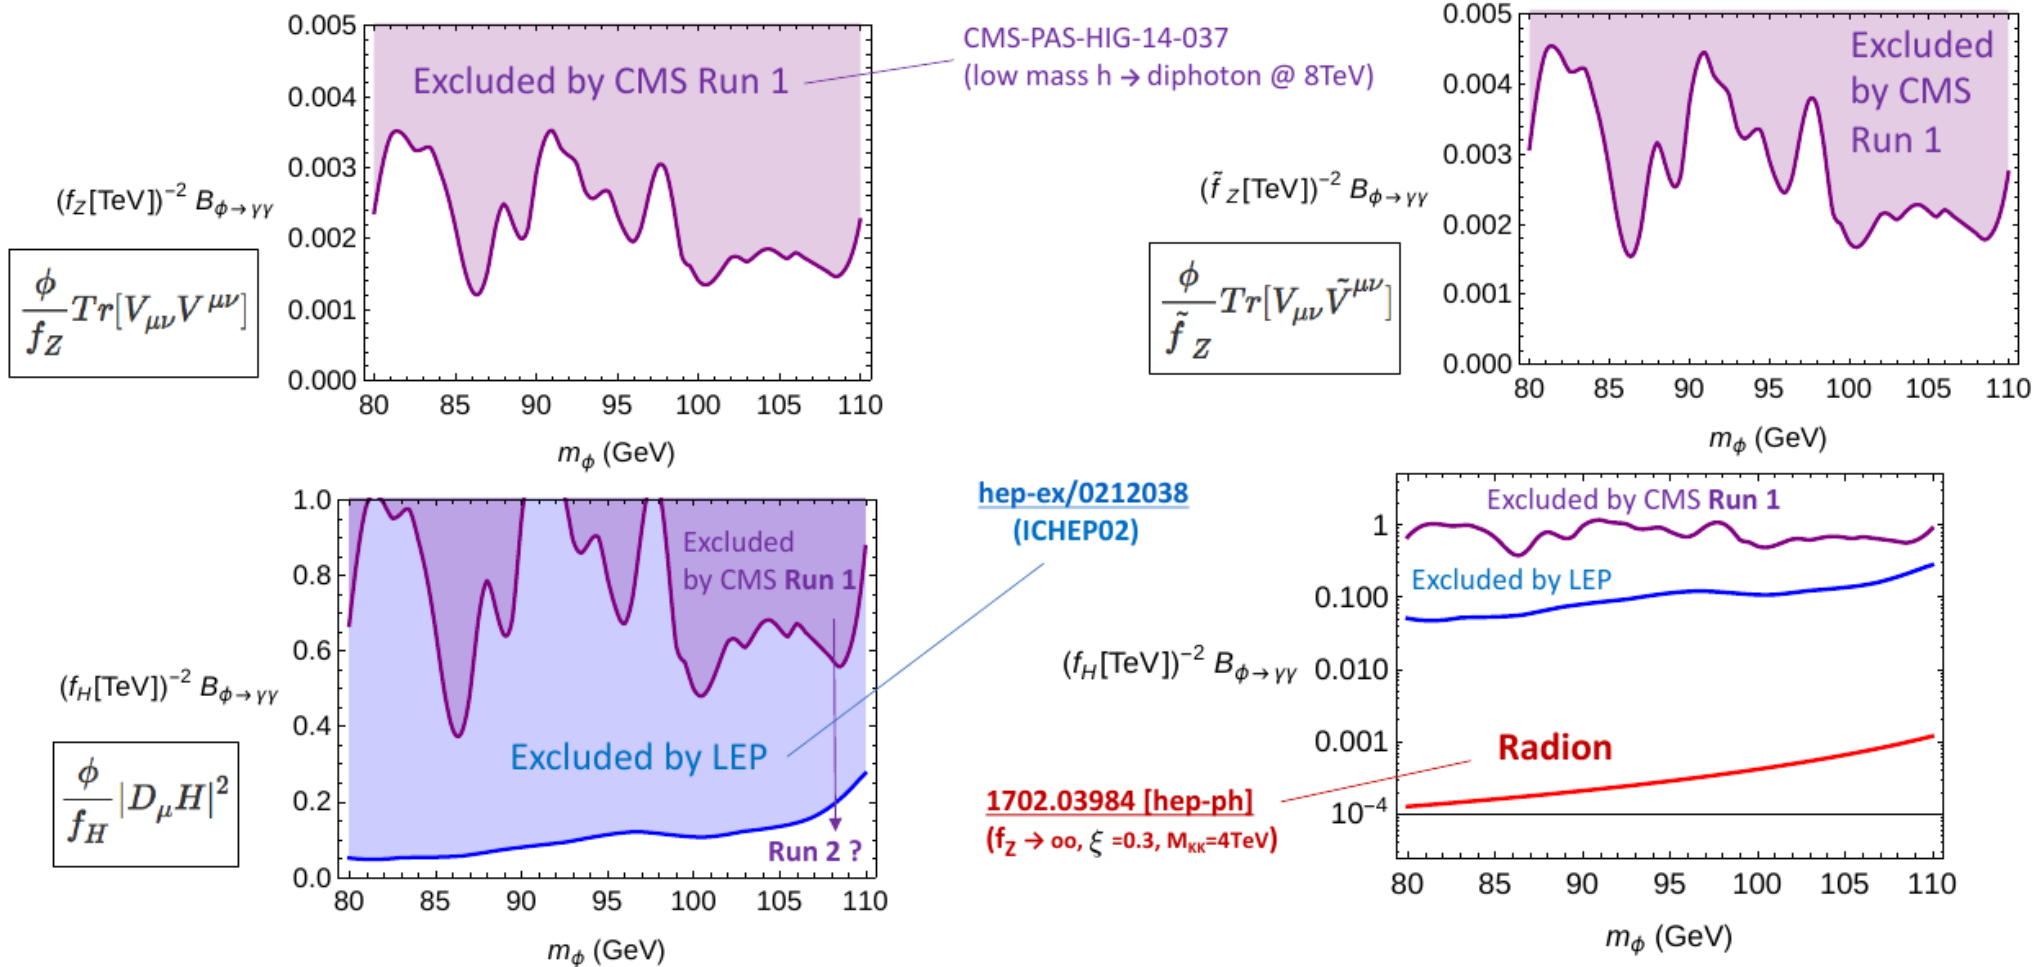 0.005
0.004
0.003
0.002
0.001
0.000
Excluded by CMS Run 1
(f_Z[TeV])⁻² B_ϕ→γγ
ϕ/f_Z Tr[V_μν V^μν]
80 85 90 95 100 105 110
m_ϕ (GeV)
CMS-PAS-HIG-14-037
(low mass h → diphoton @ 8TeV)
0.005
0.004
0.003
0.002
0.001
0.000
Excluded
by CMS
Run 1
(f̃_Z[TeV])⁻² B_ϕ→γγ
ϕ/f̃_Z Tr[V_μν Ṽ^μν]
80 85 90 95 100 105 110
m_ϕ (GeV)
1.0
0.8
0.6
0.4
0.2
0.0
Excluded
by CMS Run 1
(f_H[TeV])⁻² B_ϕ→γγ
ϕ/f_H |D_μ H|²
Excluded by LEP
Run 2 ?
80 85 90 95 100 105 110
m_ϕ (GeV)
hep-ex/0212038
(ICHEP02)
Excluded by CMS Run 1
1
0.100
0.010
0.001
10⁻⁴
Excluded by LEP
(f_H[TeV])⁻² B_ϕ→γγ
Radion
1702.03984 [hep-ph]
(f_Z → oo, ξ =0.3, M_KK=4TeV)
80 85 90 95 100 105 110
m_ϕ (GeV)